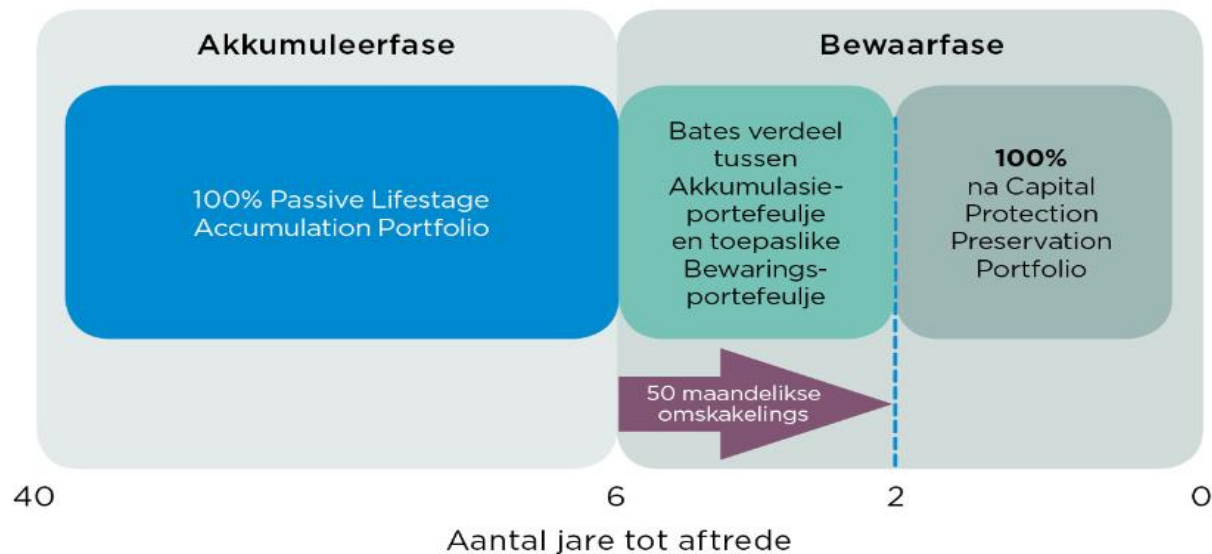 Akkumuleerfase
Bewaarfase
100% Passive Lifestage
Accumulation Portfolio
Bates verdeel
tussen
Akkumulasie-
portefeulje
en toepaslike
Bewarings-
portefeulje
100%
na Capital
Protection
Preservation
Portfolio
50 maandelikse
omskakelings
40
6
2
0
Aantal jare tot aftrede